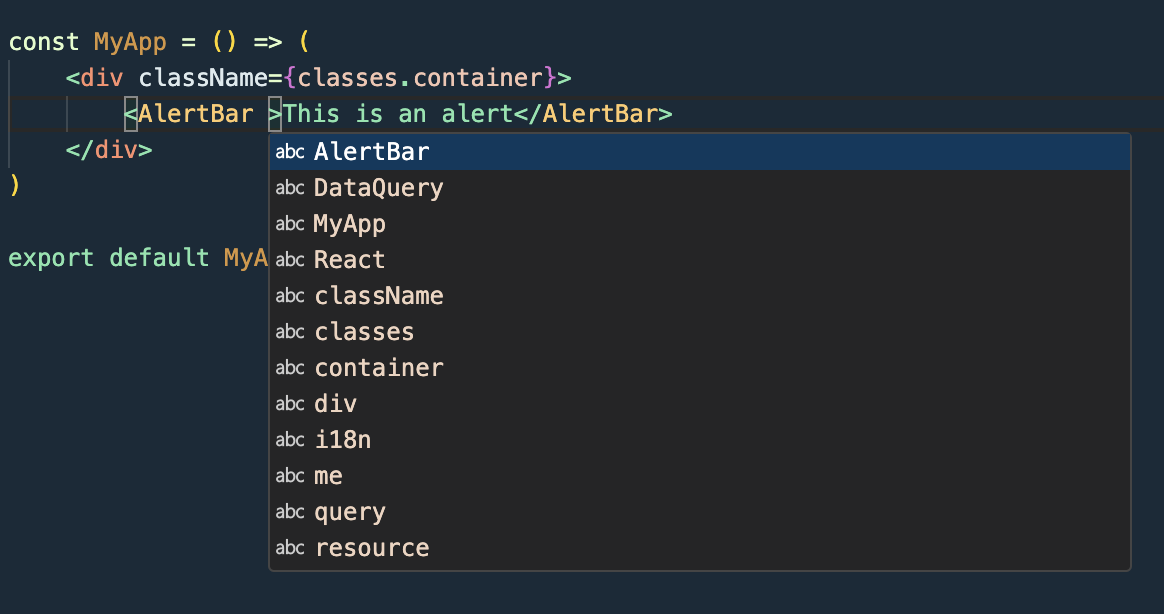 const MyApp = () => (
<div className={classes.container}>
<AlertBar >This is an alert</AlertBar>
</div>
)
export default MyA
abc AlertBar
abc DataQuery
abc MyApp
abc React
abc className
abc classes
abc container
abc div
abc i18n
abc me
abc query
abc resource